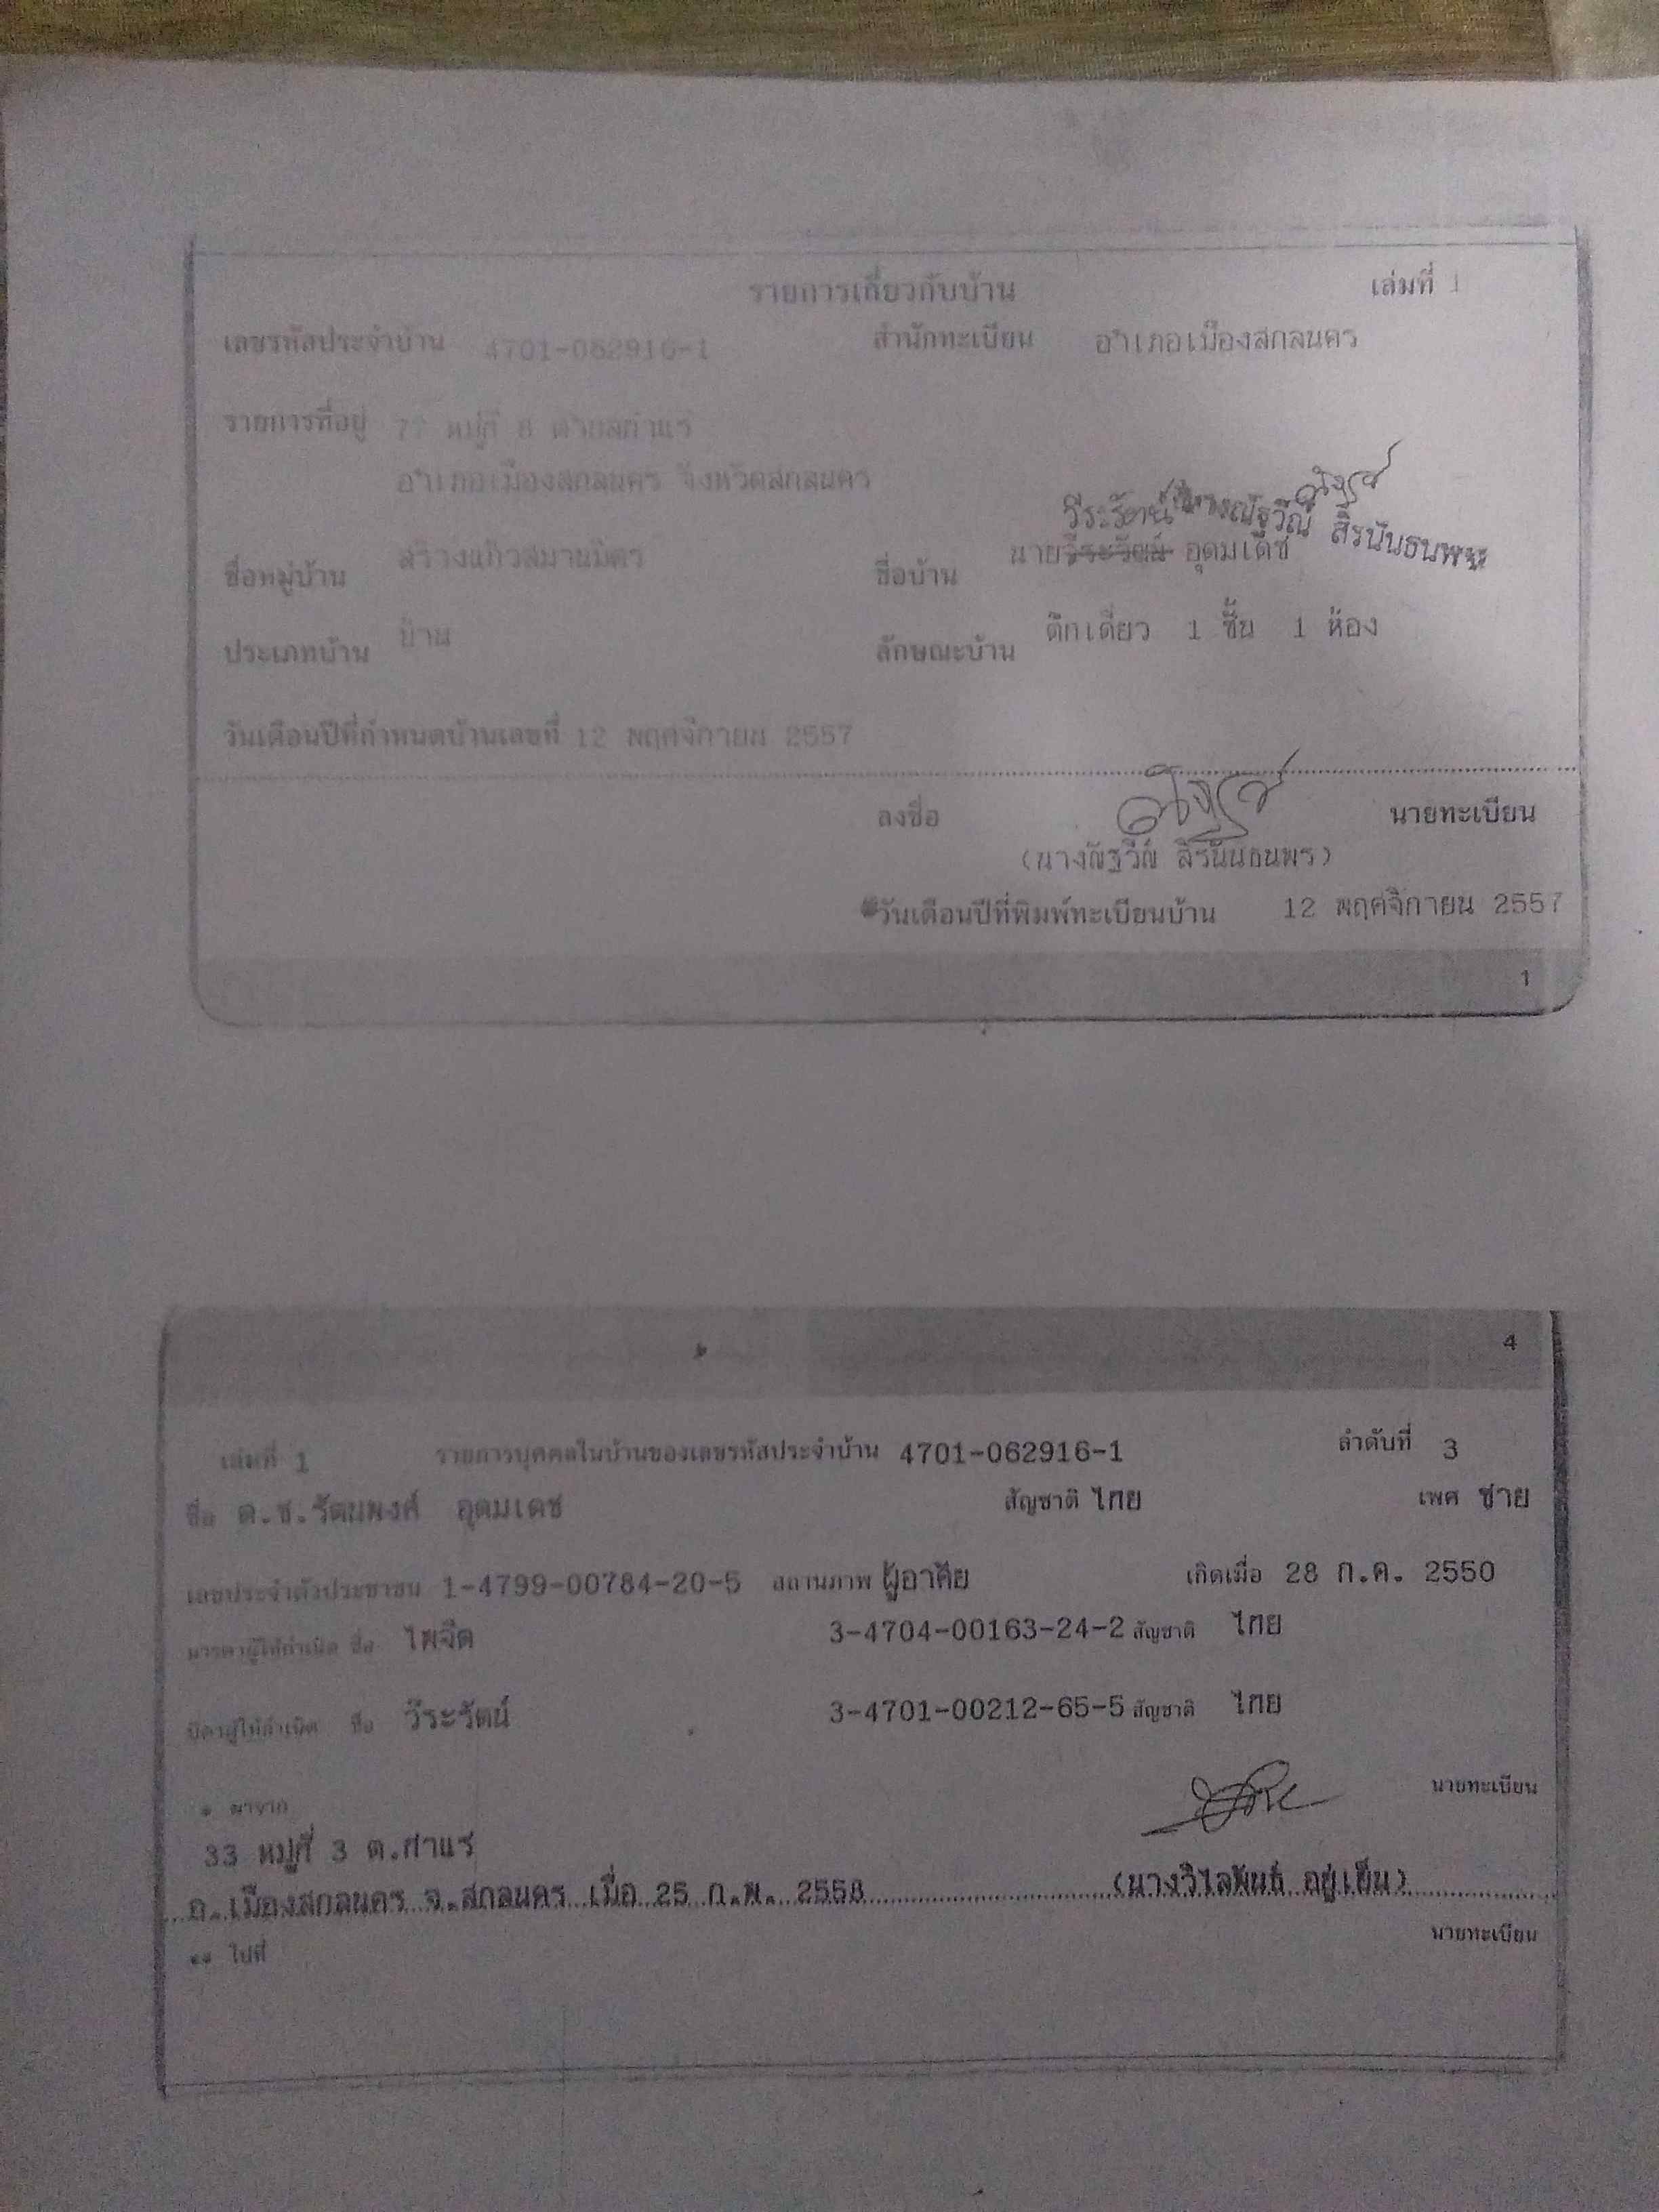 รายการเกี่ยวกับบ้าน เล่มที่ 1
เลขรหัสประจำบ้าน 4701-062916-1 สำนักทะเบียน อำเภอเมืองสกลนคร
รายการที่อยู่ 77 หมู่ที่ 8 ตำบลท่าแร่
อำเภอเมืองสกลนคร จังหวัดสกลนคร
วีระรัตน์ นางณัฐวีณ์ สิรนันธนพร
ชื่อหมู่บ้าน สว่างแก้วสมานมิตร ชื่อบ้าน นายวีระวัฒน์ อุดมเดช
ประเภทบ้าน บ้าน ลักษณะบ้าน ตึกเดี่ยว 1 ชั้น 1 ห้อง
วันเดือนปีที่กำหนดบ้านเลขที่ 12 พฤศจิกายน 2557
ลงชื่อ นายทะเบียน
(นางณัฐวีณ์ สิรนันธนพร)
วันเดือนปีที่พิมพ์ทะเบียนบ้าน 12 พฤศจิกายน 2557
1
4
เล่มที่ 1 รายการบุคคลในบ้านของเลขรหัสประจำบ้าน 4701-062916-1 ลำดับที่ 3
ชื่อ ด.ช.รัตนพงศ์ อุดมเดช สัญชาติ ไทย เพศ ชาย
เลขประจำตัวประชาชน 1-4799-00784-20-5 สถานภาพ ผู้อาศัย เกิดเมื่อ 28 ก.ค. 2550
มารดาผู้ให้กำเนิด ชื่อ ไพจิต 3-4704-00163-24-2 สัญชาติ ไทย
บิดาผู้ให้กำเนิด ชื่อ วีระรัตน์ 3-4701-00212-65-5 สัญชาติ ไทย
* มาจาก นายทะเบียน
33 หมู่ที่ 3 ต.ท่าแร่
อ.เมืองสกลนคร จ.สกลนคร เมื่อ 25 ก.พ. 2558 (นางวิไลพันธ์ อยู่เย็น)
** ไปที่ นายทะเบียน